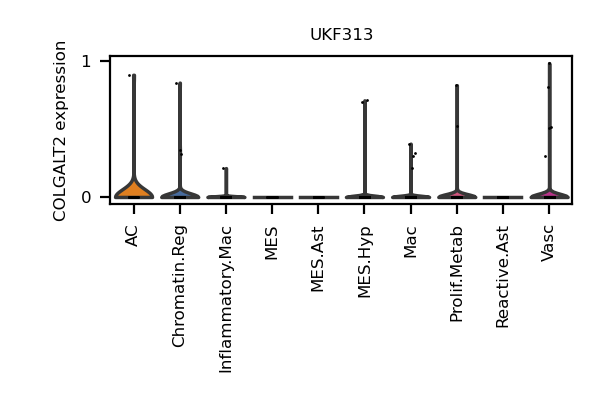 UKF313
COLGALT2 expression
1
0
AC
Chromatin.Reg
Inflammatory.Mac
MES
MES.Ast
MES.Hyp
Mac
Prolif.Metab
Reactive.Ast
Vasc